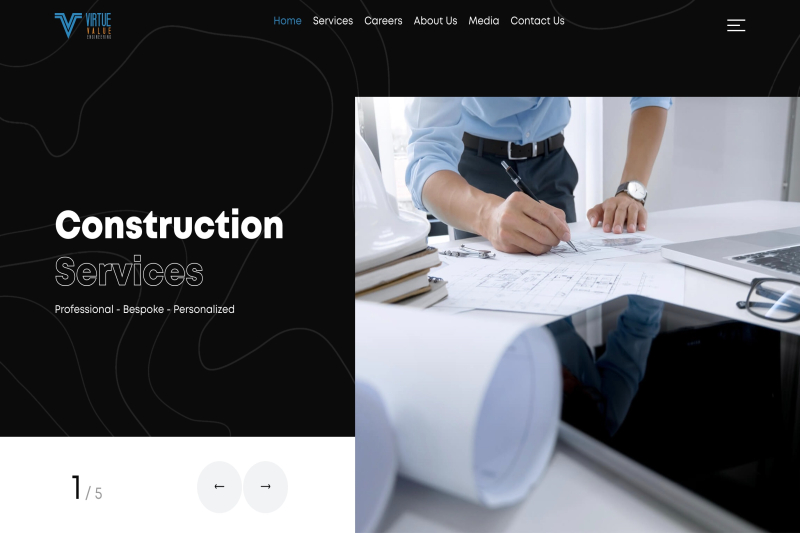 VIRTUE
VALUE
ENGINEERING
Home Services Careers About Us Media Contact Us
Construction
Services
Professional - Bespoke - Personalized
1 / 5